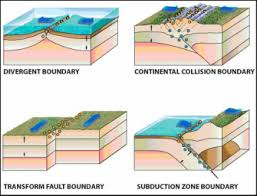 DIVERGENT BOUNDARY
CONTINENTAL COLLISION BOUNDARY
TRANSFORM FAULT BOUNDARY
SUBDUCTION ZONE BOUNDARY